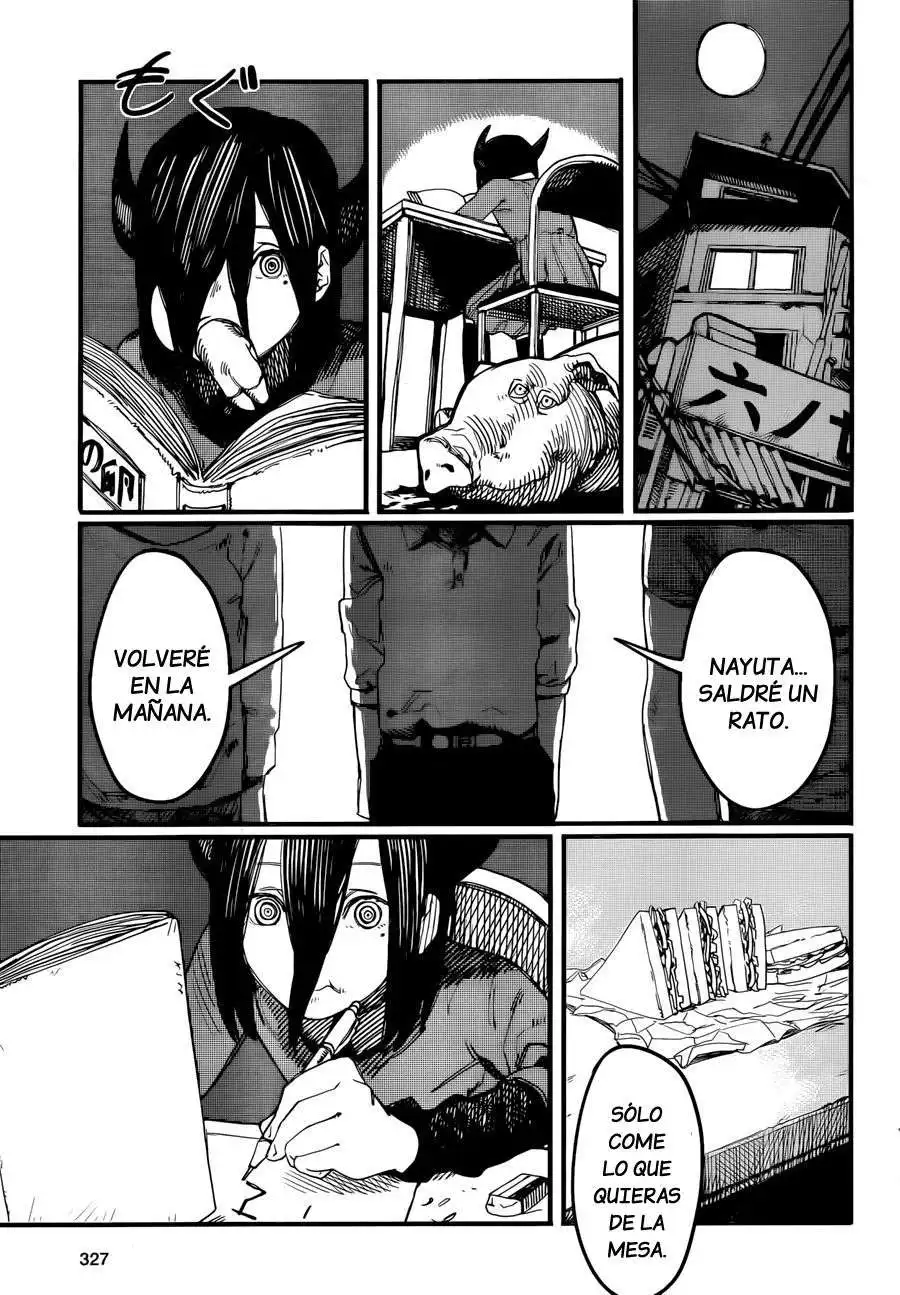 六ノ
もぐ
の卵
NAYUTA...
SALDRÉ UN
RATO.
VOLVERÉ
EN LA
MAÑANA.
SÓLO
COME
LO QUE
QUIERAS
DE LA
MESA.
327